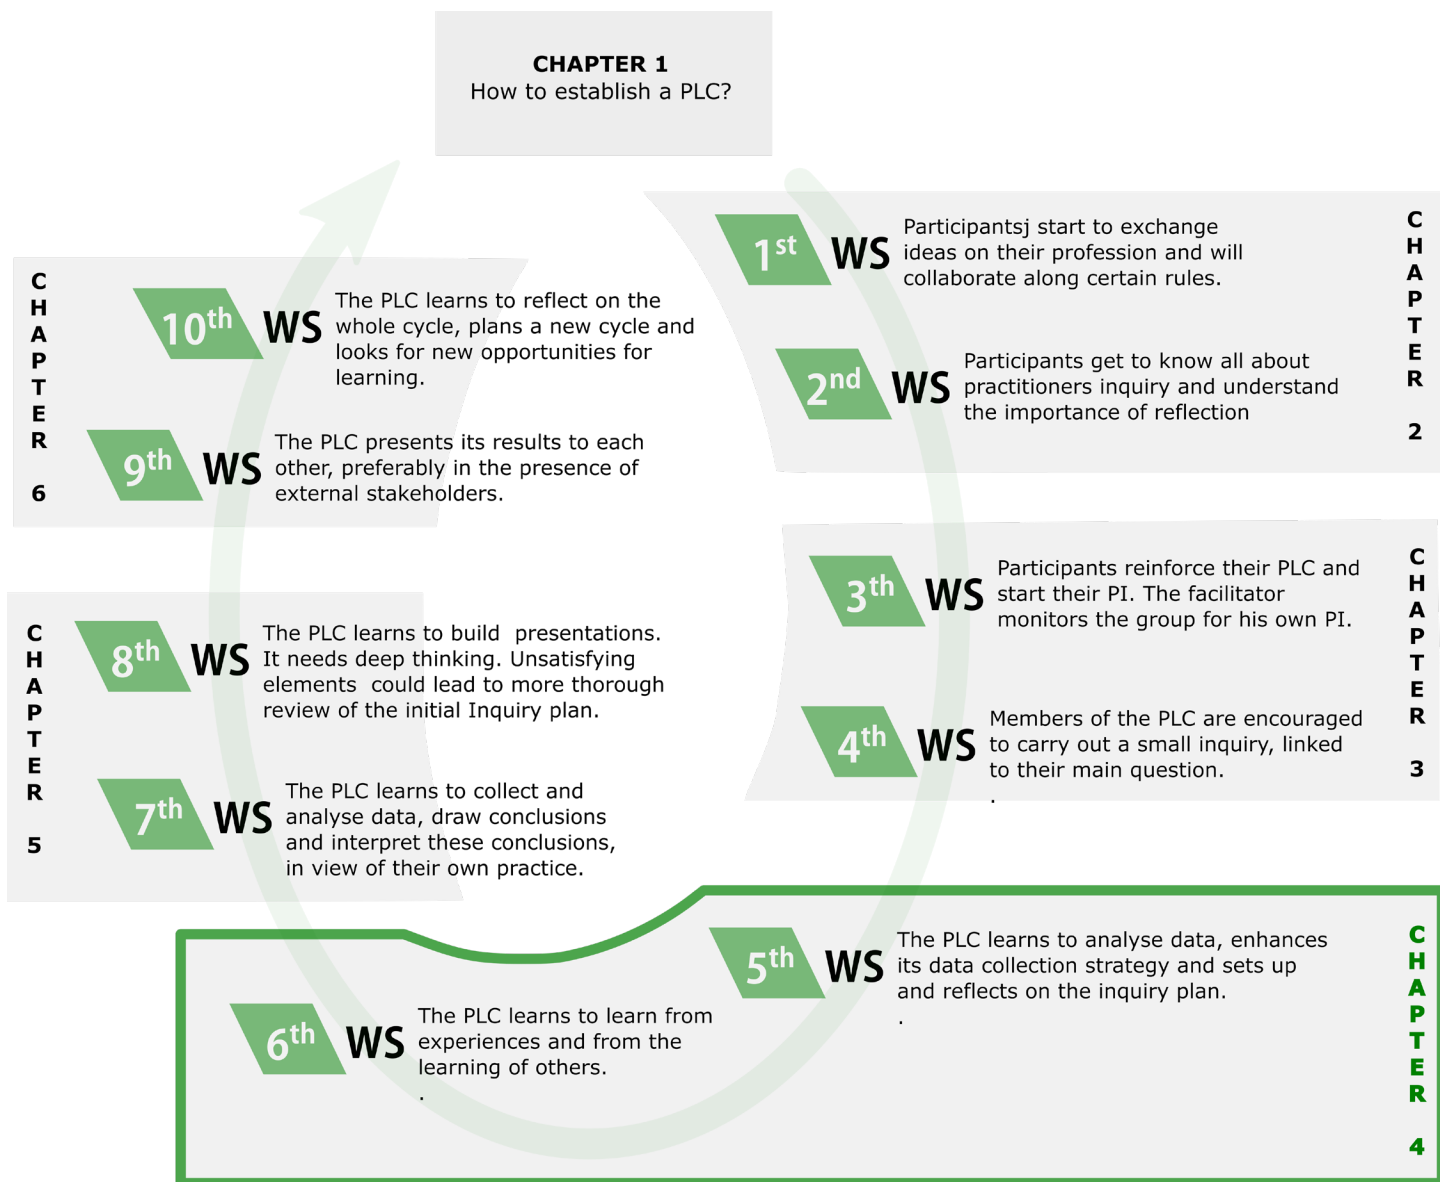 CHAPTER 1
How to establish a PLC?
1st WS
Participantsj start to exchange
ideas on their profession and will
collaborate along certain rules.
2nd WS
Participants get to know all about
practitioners inquiry and understand
the importance of reflection
CHAPTER 2
3th WS
Participants reinforce their PLC and
start their PI. The facilitator
monitors the group for his own PI.
4th WS
Members of the PLC are encouraged
to carry out a small inquiry, linked
to their main question.
.
CHAPTER 3
5th WS
The PLC learns to analyse data, enhances
its data collection strategy and sets up
and reflects on the inquiry plan.
.
6th WS
The PLC learns to learn from
experiences and from the
learning of others.
.
CHAPTER 4
7th WS
The PLC learns to collect and
analyse data, draw conclusions
and interpret these conclusions,
in view of their own practice.
8th WS
The PLC learns to build  presentations.
It needs deep thinking. Unsatisfying
elements  could lead to more thorough
review of the initial Inquiry plan.
CHAPTER 5
9th WS
The PLC presents its results to each
other, preferably in the presence of
external stakeholders.
10th WS
The PLC learns to reflect on the
whole cycle, plans a new cycle and
looks for new opportunities for
learning.
CHAPTER 6